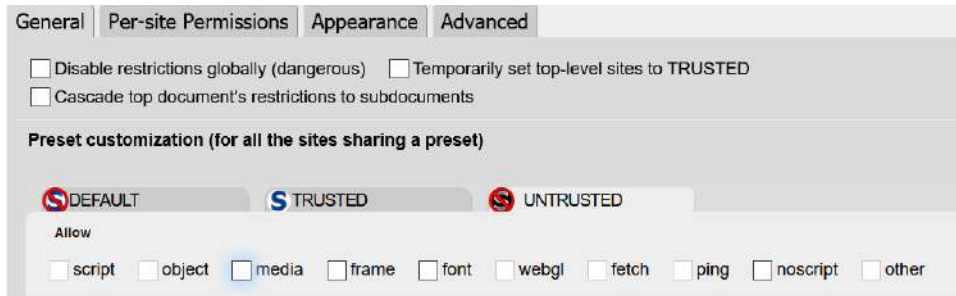 General Per-site Permissions Appearance Advanced
Disable restrictions globally (dangerous) Temporarily set top-level sites to TRUSTED
Cascade top document's restrictions to subdocuments
Preset customization (for all the sites sharing a preset)
DEFAULT TRUSTED UNTRUSTED
Allow
script object media frame font webgl fetch ping noscript other